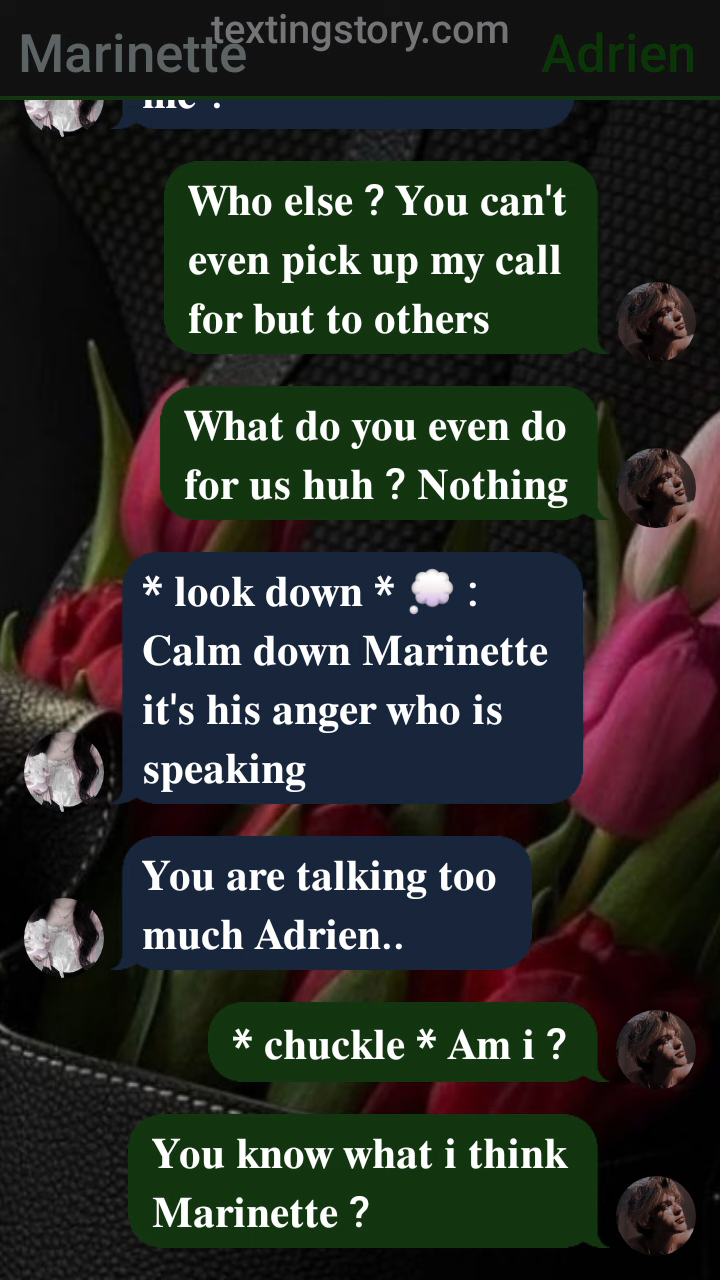 textingstory.com
Marinette
Adrien
me ?
Who else ? You can't
even pick up my call
for but to others
What do you even do
for us huh ? Nothing
* look down * 💭 :
Calm down Marinette
it's his anger who is
speaking
You are talking too
much Adrien..
* chuckle * Am i ?
You know what i think
Marinette ?